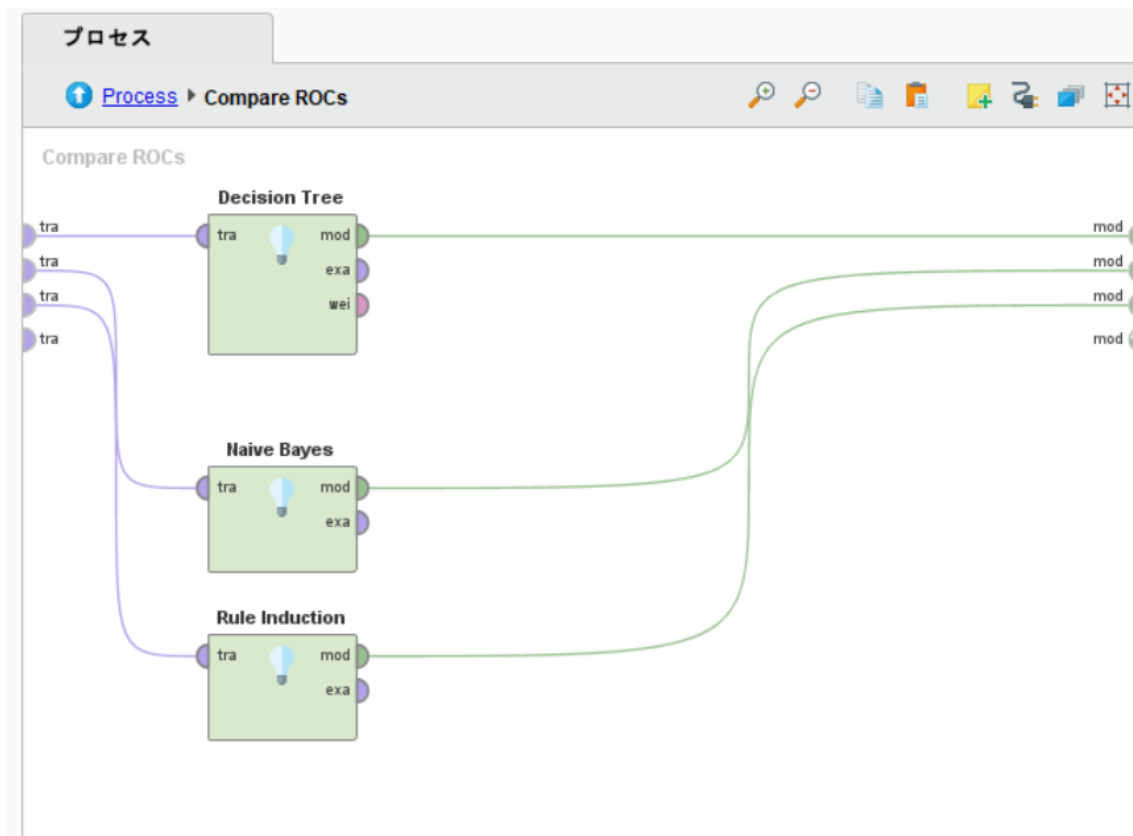 プロセス
Process Compare ROCs
Compare ROCs
Decision Tree
tra tra mod mod
tra exa mod
tra wei mod
tra mod
Naive Bayes
tra mod
exa
Rule Induction
tra mod
exa